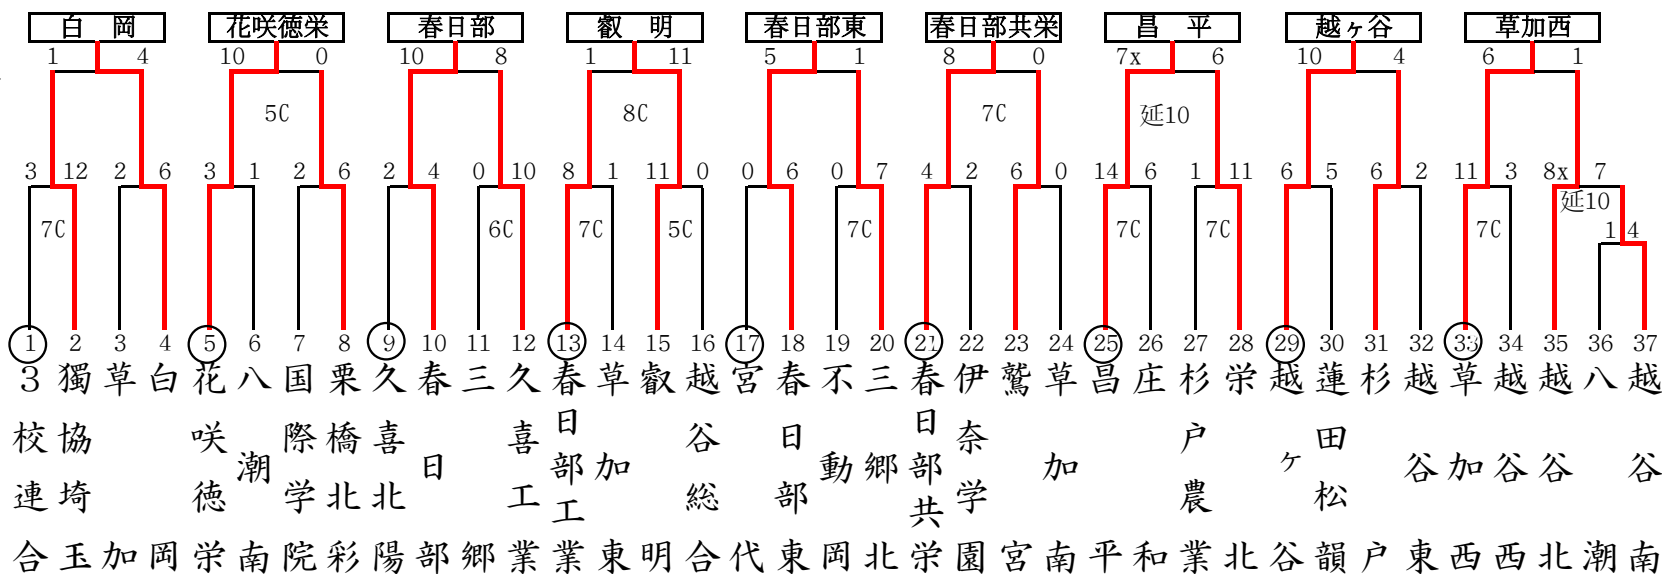 白岡 花咲徳栄 春日部 叡明 春日部東 春日部共栄 昌平 越ヶ谷 草加西
1 4 10 0 10 8 1 11 5 1 8 0 7x 6 10 4 6 1
5C 8C 7C 延10
3 12 2 6 3 1 2 6 2 4 0 10 8 1 11 0 0 6 0 7 4 2 6 0 14 6 1 11 6 5 6 2 11 3 8x 7
延10
7C 6C 7C 5C 7C 7C 7C 7C 1 4
1 2 3 4 5 6 7 8 9 10 11 12 13 14 15 16 17 18 19 20 21 22 23 24 25 26 27 28 29 30 31 32 33 34 35 36 37
3校連合
獨協埼玉
草加
白岡
花咲徳栄
八潮南
国際学院
栗橋北彩
久喜北陽
春日部
三郷
久喜工業
春日部工業
草加東
叡明
越谷総合
宮代
春日部東
不動岡
三郷北
春日部共栄
伊奈学園
鷲宮
草加南
昌平
庄和
杉戸農業
栄北
越ヶ谷
蓮田松韻
杉戸
越谷東
草加西
越谷西
越谷北
八潮
越谷南